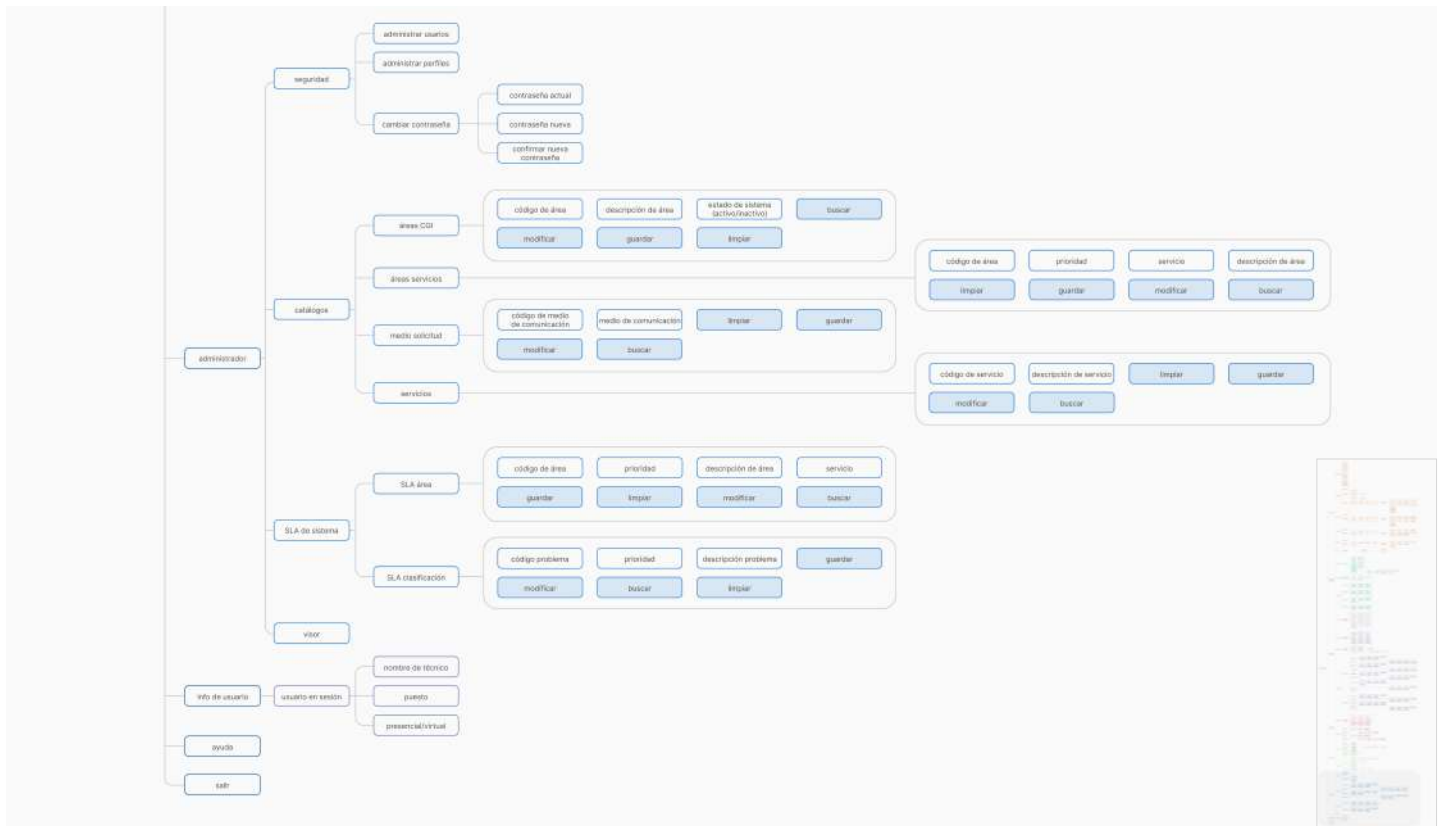 administrar usarios
administrar perfiles
seguridad
contraseña actual
cambiar contraseña
contraseña nueva
confirmar nueva
contraseña
áreas CGI
código de área
descripción de área
estado de sistema
(activo/inactivo)
buscar
modificar
guardar
limpiar
áreas servicios
código de área
prioridad
servicio
descripción de área
limpiar
guardar
modificar
buscar
catálogos
medio solicitud
código de medio
de comunicación
medio de comunicación
limpiar
guardar
modificar
buscar
administrador
servicios
código de servicio
descripción de servicio
limpiar
guardar
modificar
buscar
SLA área
código de área
prioridad
descripción de área
servicio
guardar
limpiar
modificar
buscar
SLA de sistema
SLA clasificación
código problema
prioridad
descripción problema
guardar
modificar
buscar
limpiar
visor
info de usuario
usuario en sesión
nombre de técnico
puesto
presencial/virtual
ayuda
salir